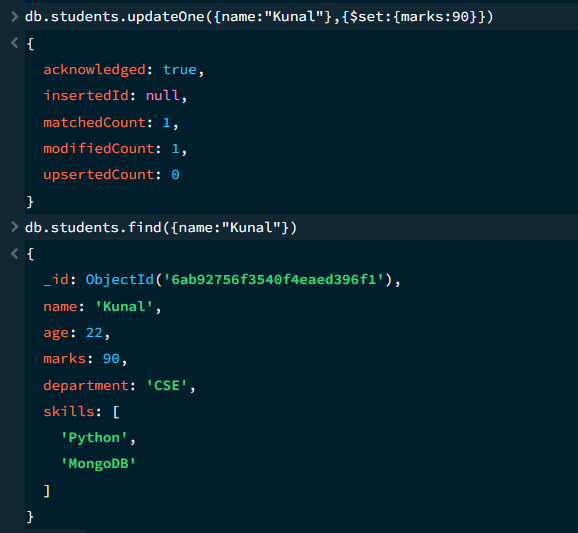 > db.students.updateOne({name:"Kunal"},{$set:{marks:90}})
< {
acknowledged: true,
insertedId: null,
matchedCount: 1,
modifiedCount: 1,
upsertedCount: 0
}
> db.students.find({name:"Kunal"})
< {
_id: ObjectId('6ab92756f3540f4eaed396f1'),
name: 'Kunal',
age: 22,
marks: 90,
department: 'CSE',
skills: [
'Python',
'MongoDB'
]
}